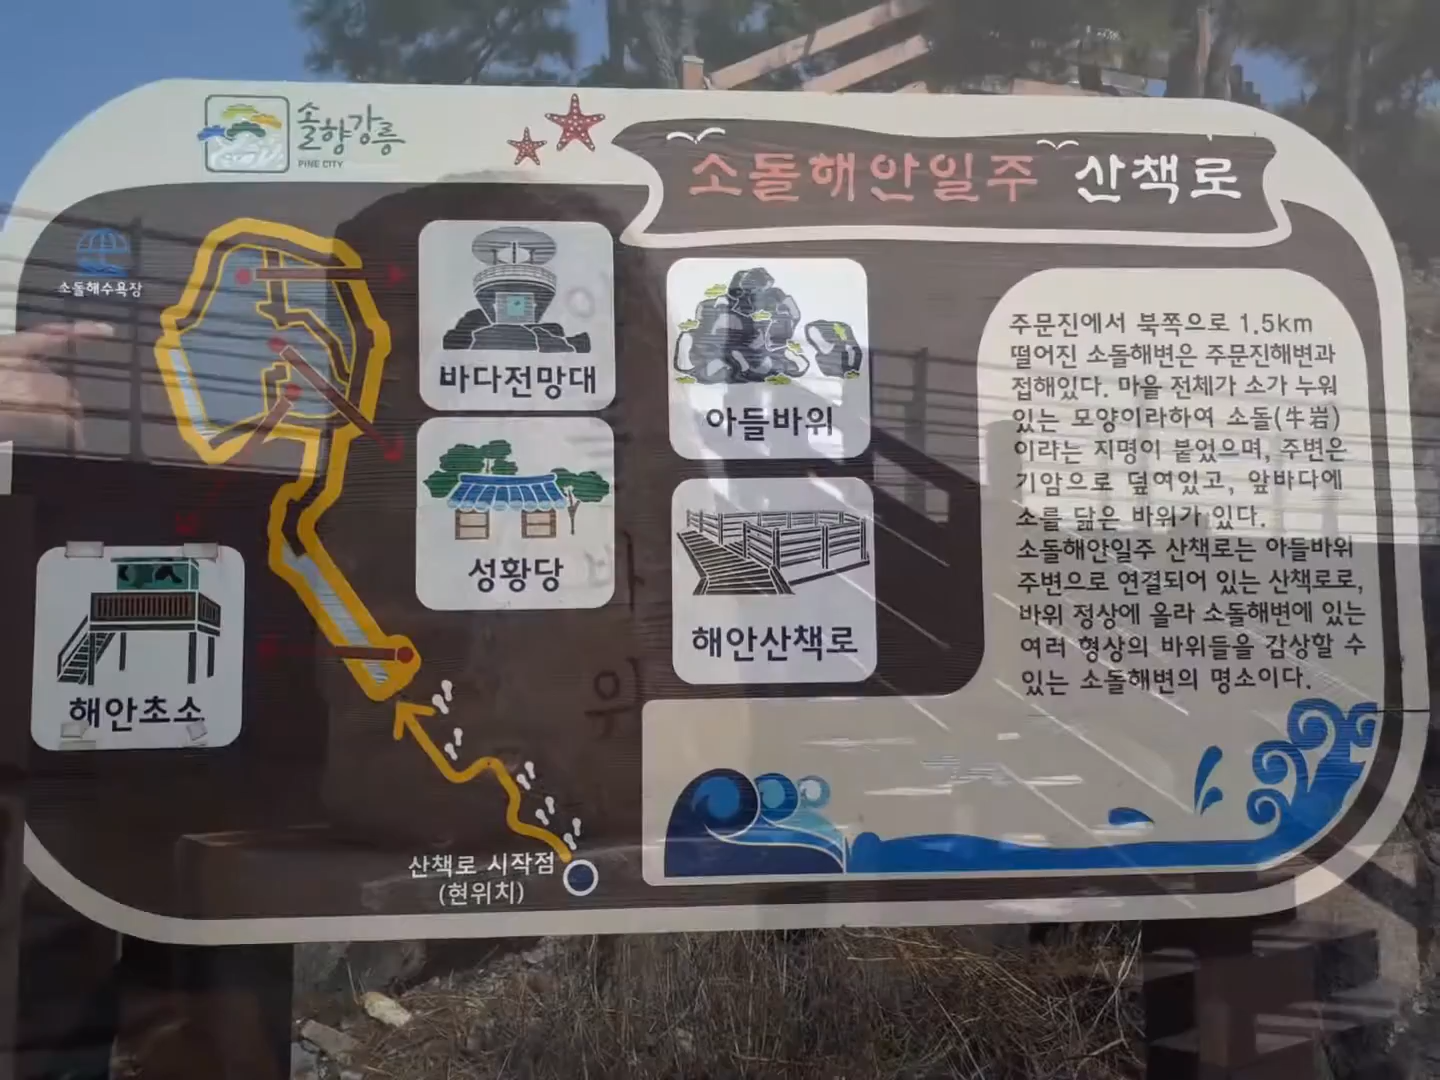 솔향강릉
PINE CITY
소돌해안일주 산책로
소돌해수욕장
바다전망대
아들바위
성황당
해안산책로
해안초소
산책로 시작점
(현위치)
주문진에서 북쪽으로 1.5km
떨어진 소돌해변은 주문진해변과
접해있다. 마을 전체가 소가 누워
있는 모양이라하여 소돌(牛岩)
이라는 지명이 붙었으며, 주변은
기암으로 덮여있고, 앞바다에
소를 닮은 바위가 있다.
소돌해안일주 산책로는 아들바위
주변으로 연결되어 있는 산책로로,
바위 정상에 올라 소돌해변에 있는
여러 형상의 바위들을 감상할 수
있는 소돌해변의 명소이다.